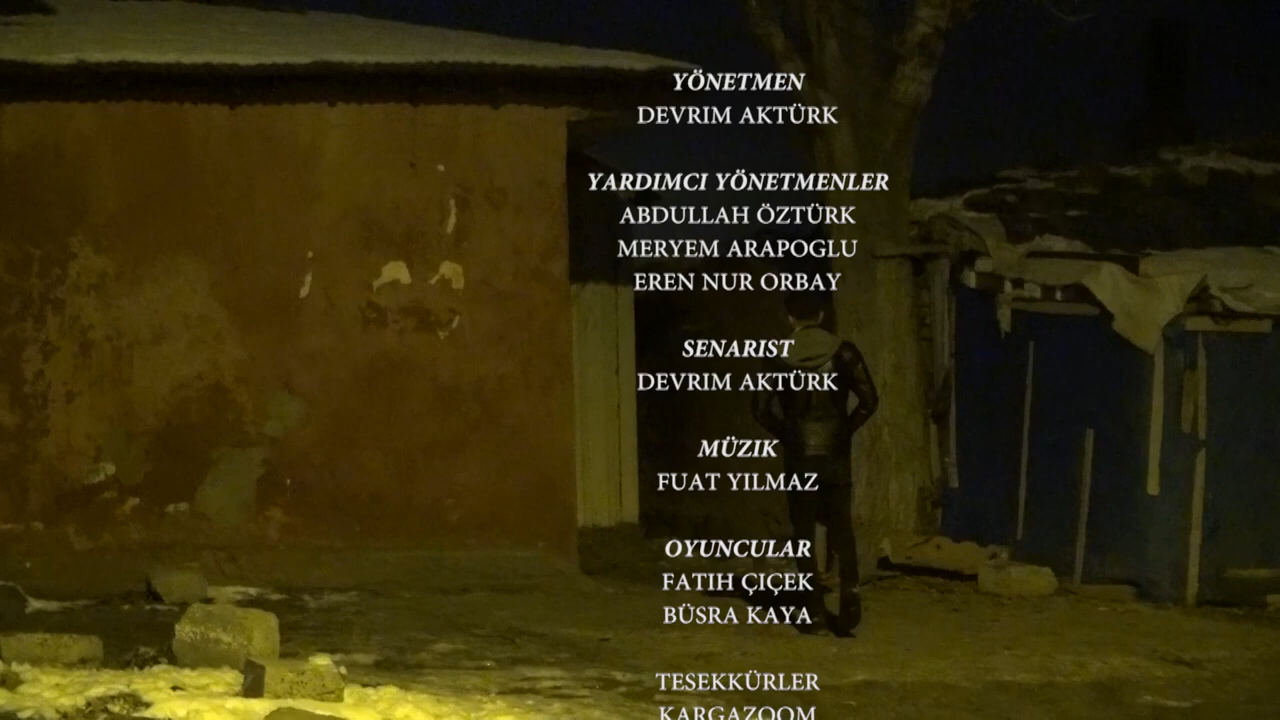 YÖNETMEN
DEVRIM AKTÜRK
YARDIMCI YÖNETMENLER
ABDULLAH ÖZTÜRK
MERYEM ARAPOGLU
EREN NUR ORBAY
SENARIST
DEVRIM AKTÜRK
MÜZIK
FUAT YILMAZ
OYUNCULAR
FATIH ÇIÇEK
BÜSRA KAYA
TESEKKÜRLER
KARGAZOOM